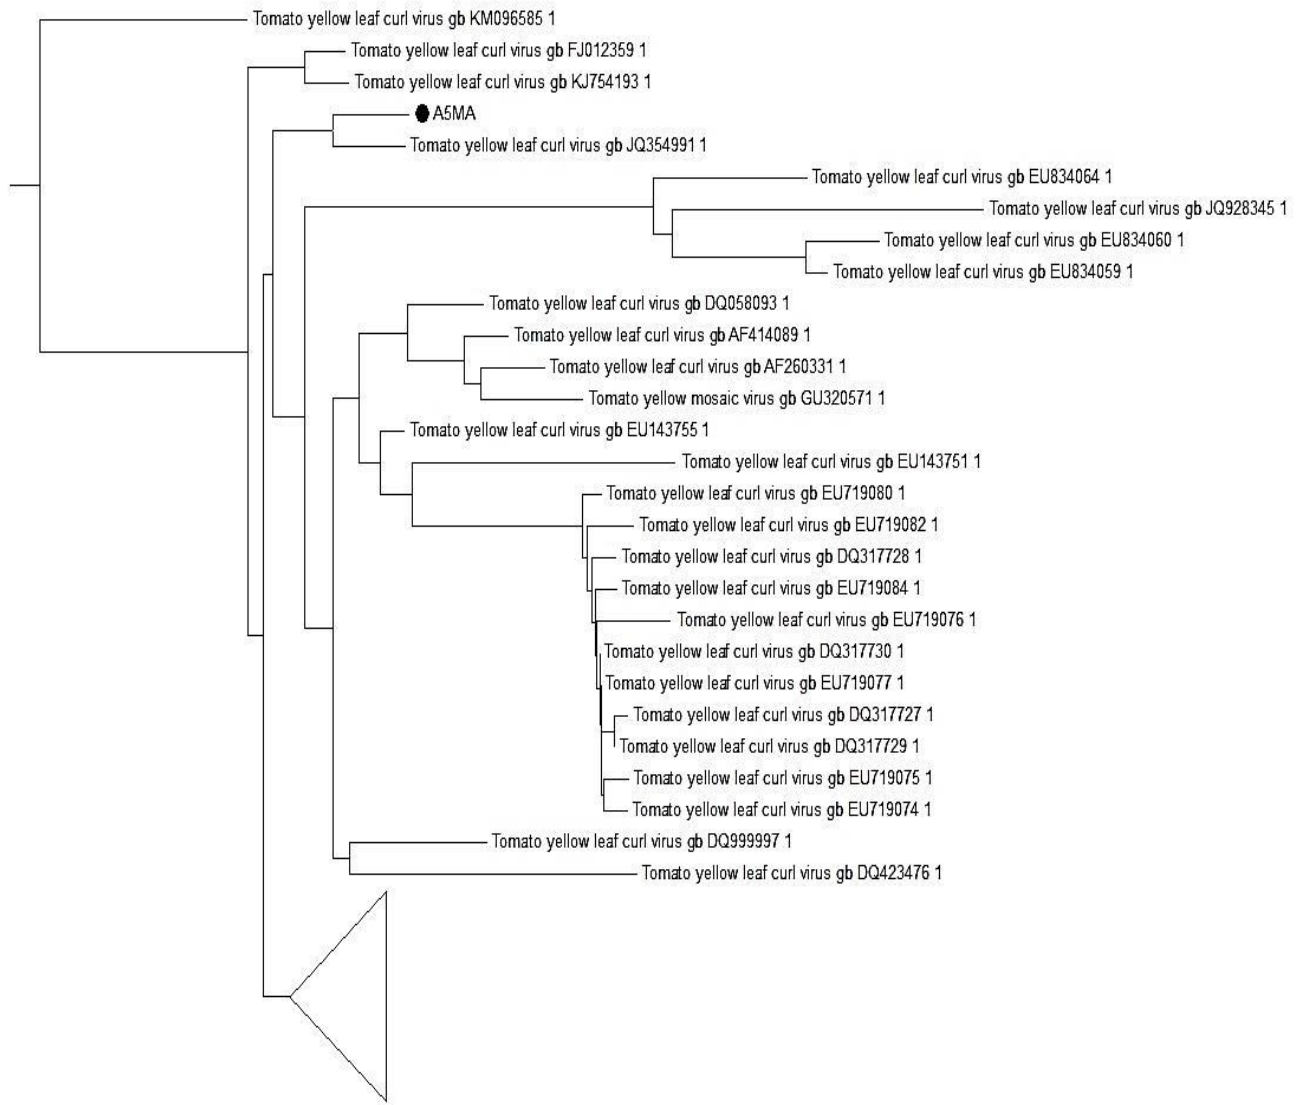 Tomato yellow leaf curl virus gb KM096585 1
Tomato yellow leaf curl virus gb FJ012359 1
Tomato yellow leaf curl virus gb KJ754193 1
A5MA
Tomato yellow leaf curl virus gb JQ354991 1
Tomato yellow leaf curl virus gb EU834064 1
Tomato yellow leaf curl virus gb JQ928345 1
Tomato yellow leaf curl virus gb EU834060 1
Tomato yellow leaf curl virus gb EU834059 1
Tomato yellow leaf curl virus gb DQ058093 1
Tomato yellow leaf curl virus gb AF414089 1
Tomato yellow leaf curl virus gb AF260331 1
Tomato yellow mosaic virus gb GU320571 1
Tomato yellow leaf curl virus gb EU143755 1
Tomato yellow leaf curl virus gb EU143751 1
Tomato yellow leaf curl virus gb EU719080 1
Tomato yellow leaf curl virus gb EU719082 1
Tomato yellow leaf curl virus gb DQ317728 1
Tomato yellow leaf curl virus gb EU719084 1
Tomato yellow leaf curl virus gb EU719076 1
Tomato yellow leaf curl virus gb DQ317730 1
Tomato yellow leaf curl virus gb EU719077 1
Tomato yellow leaf curl virus gb DQ317727 1
Tomato yellow leaf curl virus gb DQ317729 1
Tomato yellow leaf curl virus gb EU719075 1
Tomato yellow leaf curl virus gb EU719074 1
Tomato yellow leaf curl virus gb DQ999997 1
Tomato yellow leaf curl virus gb DQ423476 1